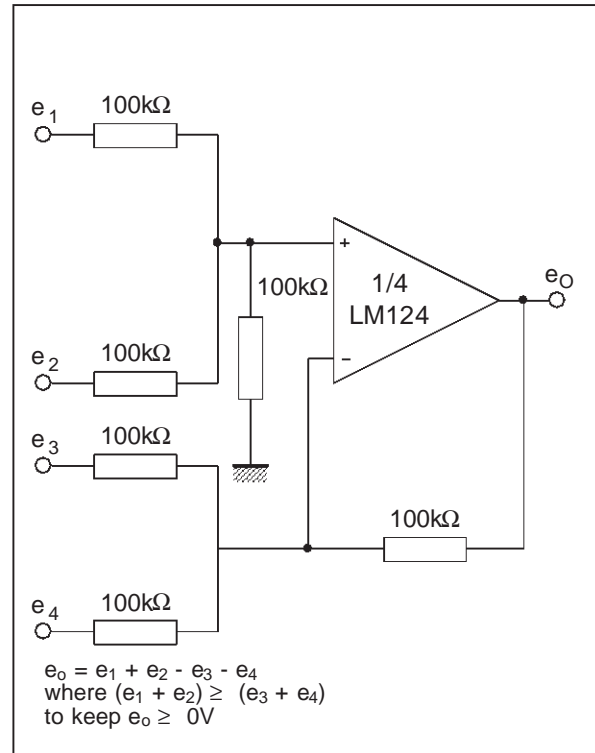 e1
100kΩ
+
1/4
LM124
eO
100kΩ
e2
100kΩ
−
e3
100kΩ
100kΩ
e4
100kΩ
eo = e1 + e2 - e3 - e4
where (e1 + e2) ≥ (e3 + e4)
to keep eo ≥ 0V